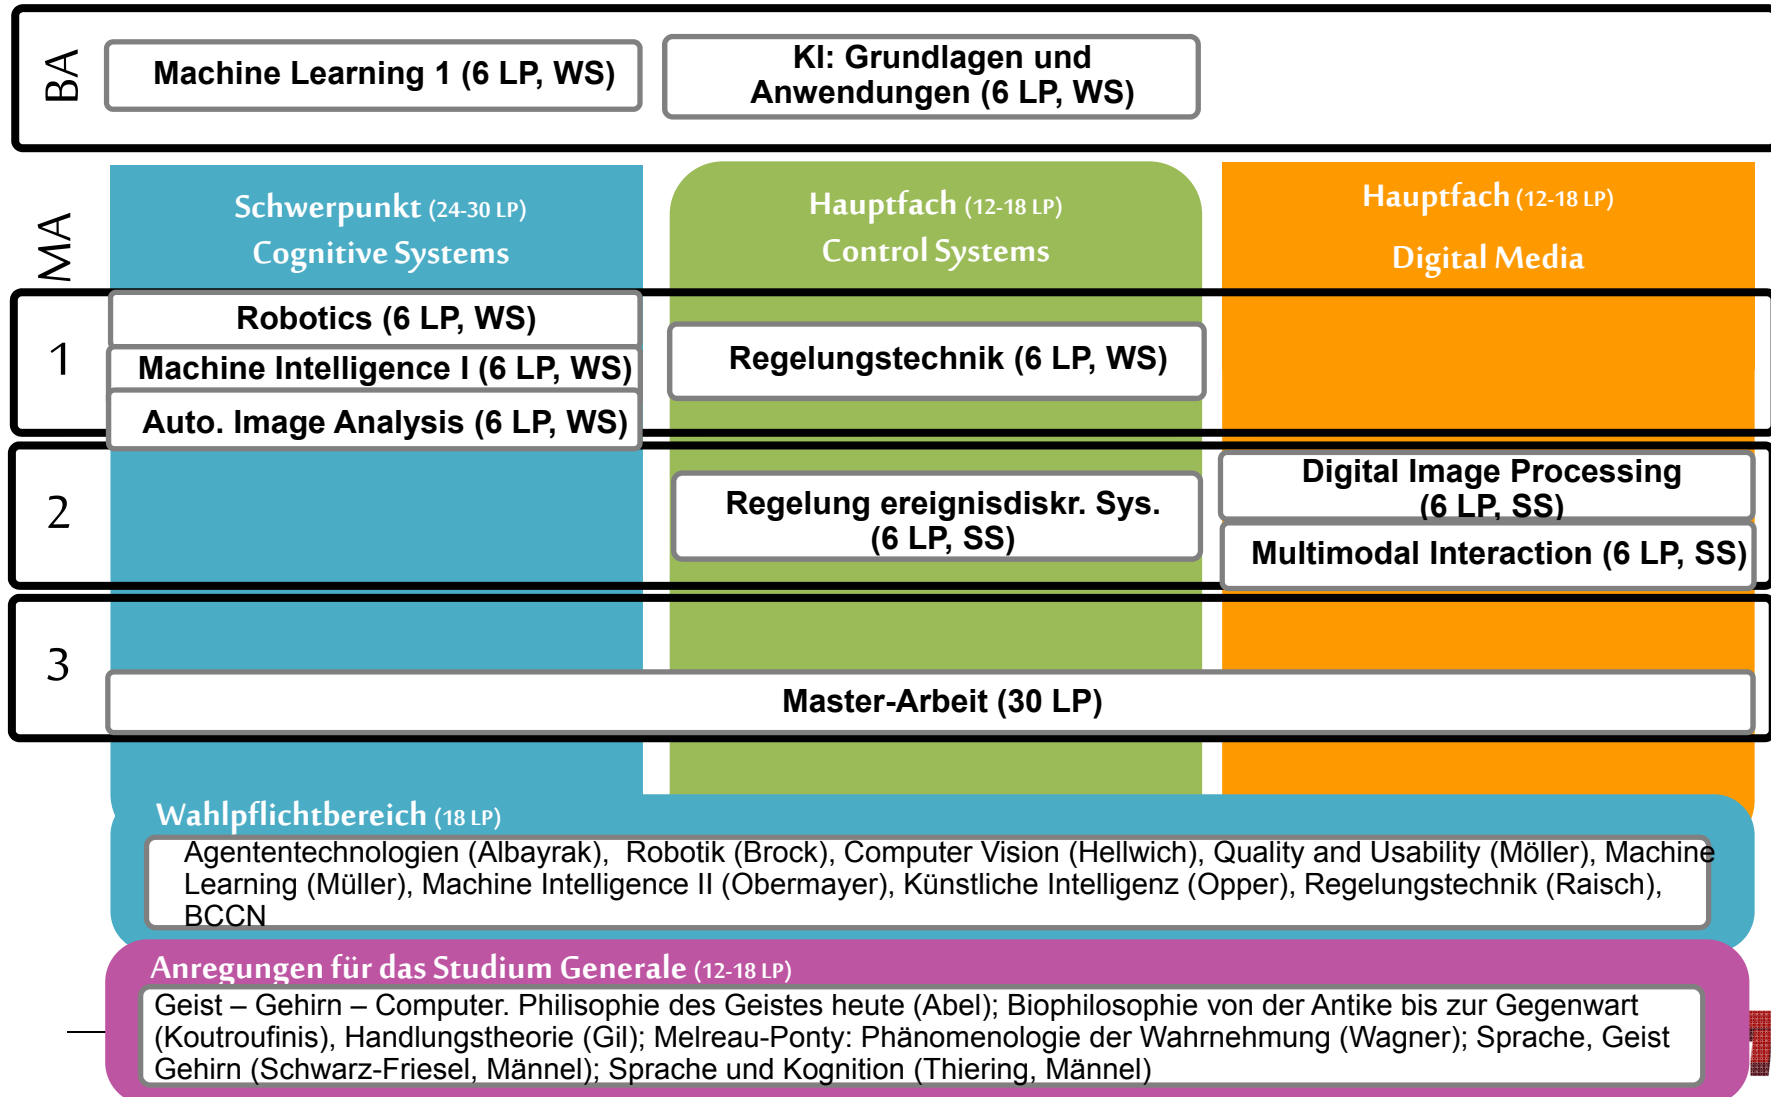 BA
Machine Learning 1 (6 LP, WS)
KI: Grundlagen und
Anwendungen (6 LP, WS)
MA
Schwerpunkt (24-30 LP)
Cognitive Systems
Hauptfach (12-18 LP)
Control Systems
Hauptfach (12-18 LP)
Digital Media
1
Robotics (6 LP, WS)
Machine Intelligence I (6 LP, WS)
Auto. Image Analysis (6 LP, WS)
Regelungstechnik (6 LP, WS)
2
Regelung ereignisdiskr. Sys.
(6 LP, SS)
Digital Image Processing
(6 LP, SS)
Multimodal Interaction (6 LP, SS)
3
Master-Arbeit (30 LP)
Wahlpflichtbereich (18 LP)
Agententechnologien (Albayrak), Robotik (Brock), Computer Vision (Hellwich), Quality and Usability (Möller), Machine
Learning (Müller), Machine Intelligence II (Obermayer), Künstliche Intelligenz (Opper), Regelungstechnik (Raisch),
BCCN
Anregungen für das Studium Generale (12-18 LP)
Geist – Gehirn – Computer. Philisophie des Geistes heute (Abel); Biophilosophie von der Antike bis zur Gegenwart
(Koutroufinis), Handlungstheorie (Gil); Melreau-Ponty: Phänomenologie der Wahrnehmung (Wagner); Sprache, Geist
Gehirn (Schwarz-Friesel, Männel); Sprache und Kognition (Thiering, Männel)